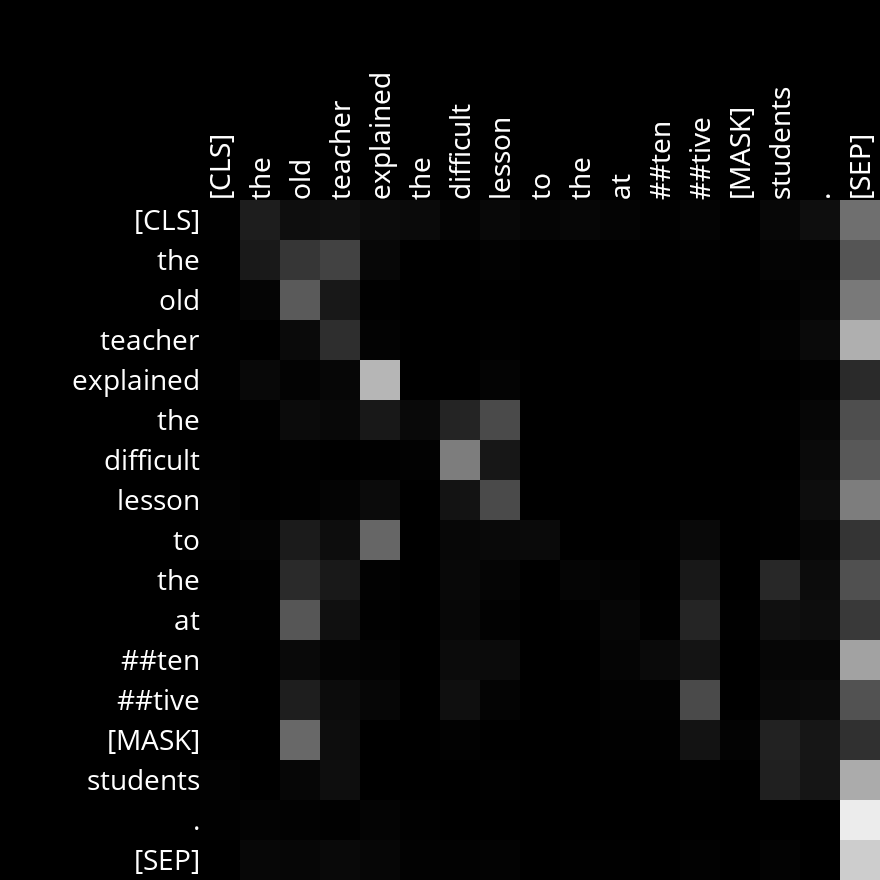 [CLS] the old teacher explained the difficult lesson to the at ##ten ##tive [MASK] students . [SEP]
[CLS]
the
old
teacher
explained
the
difficult
lesson
to
the
at
##ten
##tive
[MASK]
students
.
[SEP]